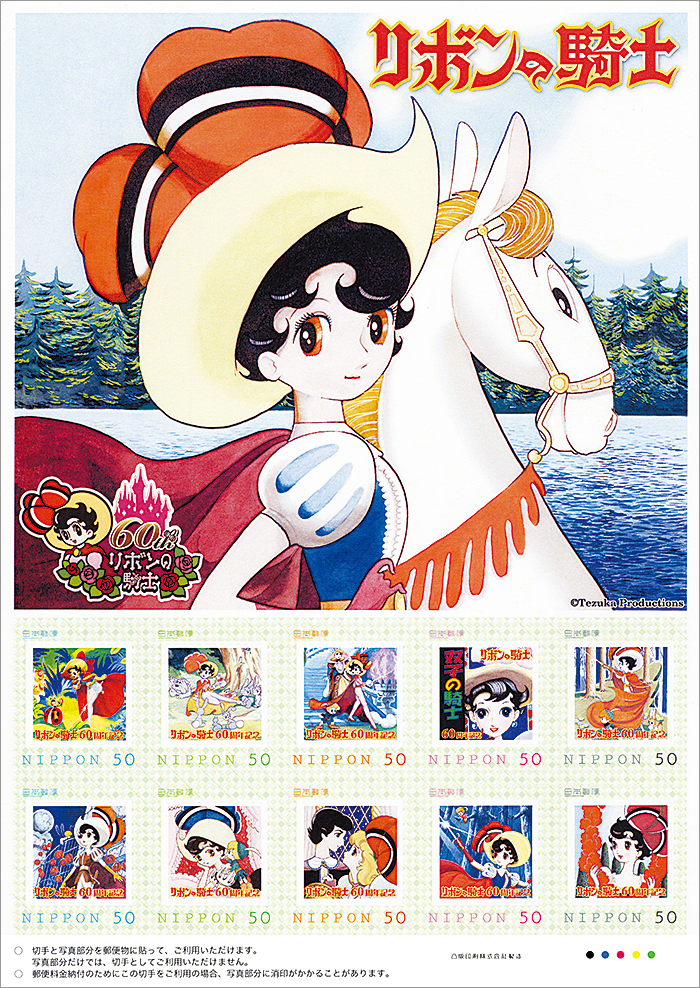 リボンの騎士
60th
リボンの
騎士
©Tezuka Productions
日本郵便 日本郵便 日本郵便 日本郵便 日本郵便
リボンの騎士
双子の騎士
リボンの騎士 60周年記念 リボンの騎士 60周年記念 リボンの騎士 60周年記念 60周年記念 リボンの騎士 60周年記念
NIPPON 50 NIPPON 50 NIPPON 50 NIPPON 50 NIPPON 50
日本郵便 日本郵便 日本郵便 日本郵便 日本郵便
リボンの騎士 60周年記念 リボンの騎士 60周年記念 リボンの騎士 60周年記念 リボンの騎士 60周年記念 リボンの騎士 60周年記念
NIPPON 50 NIPPON 50 NIPPON 50 NIPPON 50 NIPPON 50
○ 切手と写真部分を郵便物に貼って、ご利用いただけます。
写真部分だけでは、切手としてご利用いただけません。
○ 郵便料金納付のためにこの切手をご利用の場合、写真部分に消印がかかることがあります。
凸版印刷株式会社製造